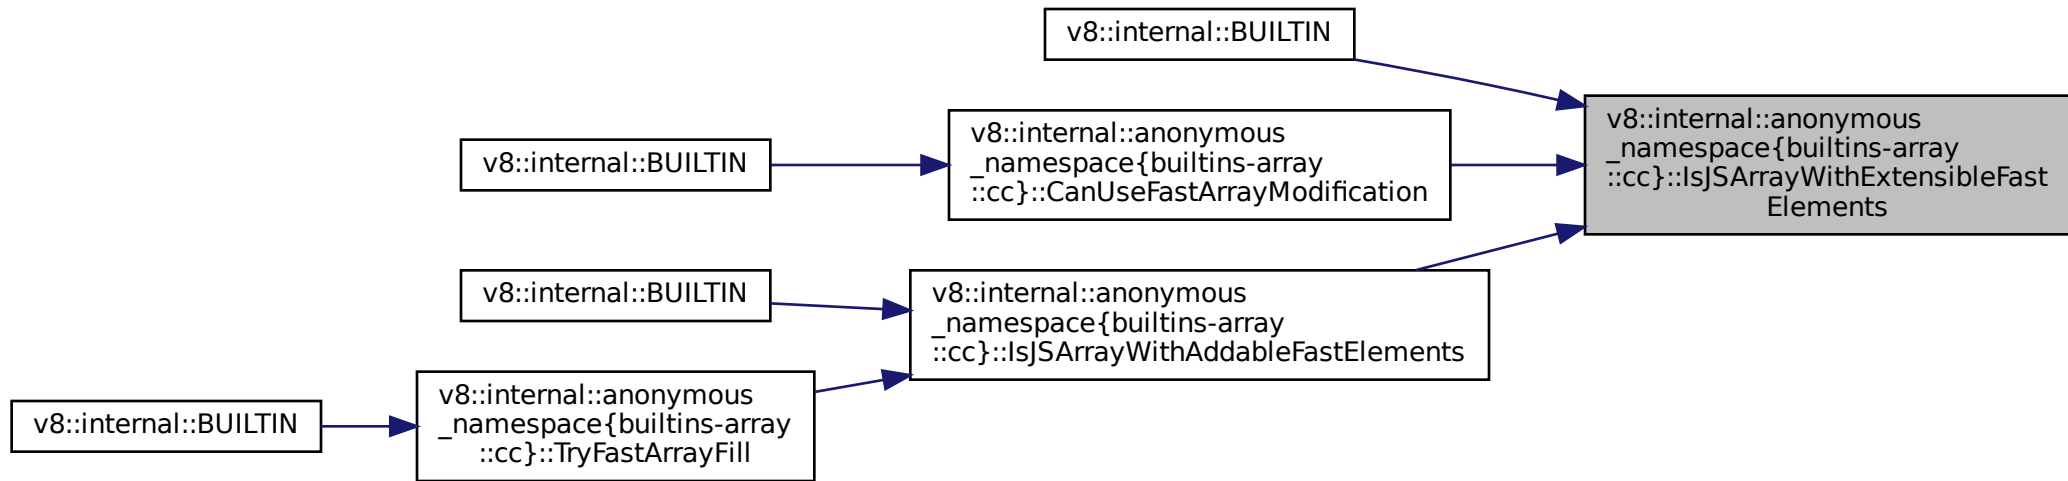 v8::internal::BUILTIN
v8::internal::anonymous
_namespace{builtins-array
::cc}::IsJSArrayWithExtensibleFast
Elements
v8::internal::anonymous
_namespace{builtins-array
::cc}::CanUseFastArrayModification
v8::internal::BUILTIN
v8::internal::BUILTIN
v8::internal::anonymous
_namespace{builtins-array
::cc}::IsJSArrayWithAddableFastElements
v8::internal::anonymous
_namespace{builtins-array
::cc}::TryFastArrayFill
v8::internal::BUILTIN